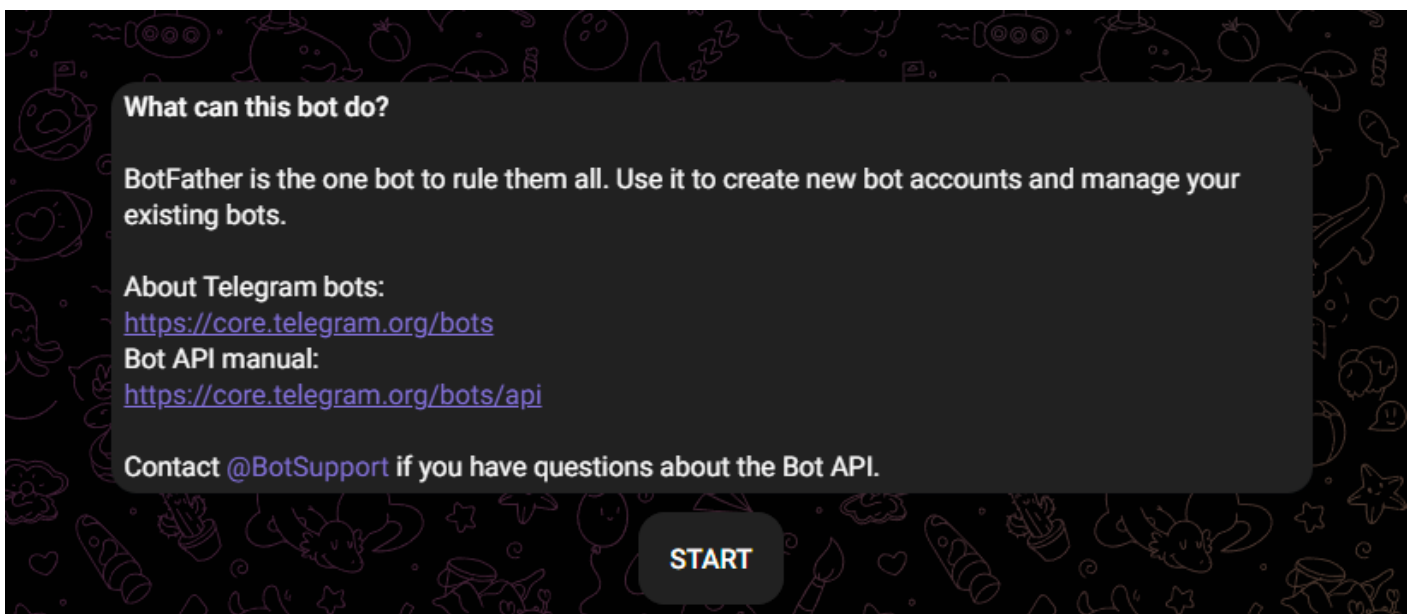 What can this bot do?
BotFather is the one bot to rule them all. Use it to create new bot accounts and manage your
existing bots.
About Telegram bots:
https://core.telegram.org/bots
Bot API manual:
https://core.telegram.org/bots/api
Contact @BotSupport if you have questions about the Bot API.
START